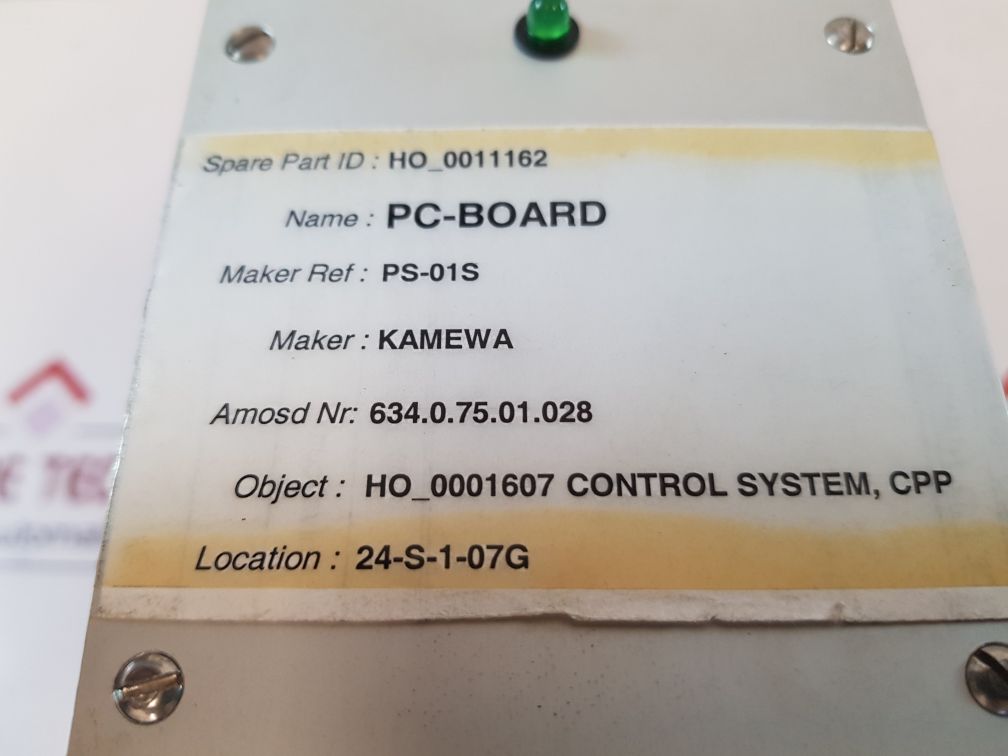 Spare Part ID : HO_0011162
Name : PC-BOARD
Maker Ref : PS-01S
Maker : KAMEWA
Amosd Nr: 634.0.75.01.028
Object : HO_0001607 CONTROL SYSTEM, CPP
Location : 24-S-1-07G